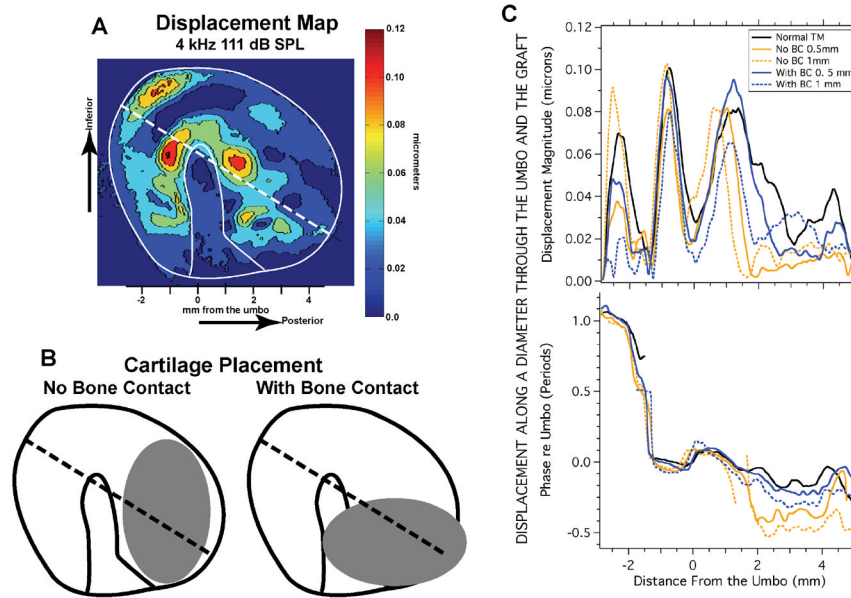 A
Displacement Map
4 kHz 111 dB SPL
Inferior
0.12
0.10
0.08
0.06
0.04
0.02
0.0
micrometers
-2 0 2 4
mm from the umbo
Posterior
B
Cartilage Placement
No Bone Contact
With Bone Contact
C
DISPLACEMENT ALONG A DIAMETER THROUGH THE UMBO AND THE GRAFT
Displacement Magnitude (microns)
0.12
0.10
0.08
0.06
0.04
0.02
0.00
Normal TM
No BC 0.5mm
No BC 1mm
With BC 0. 5 mm
With BC 1 mm
Phase re Umbo (Periods)
1.0
0.5
0.0
-0.5
-2 0 2 4
Distance From the Umbo (mm)